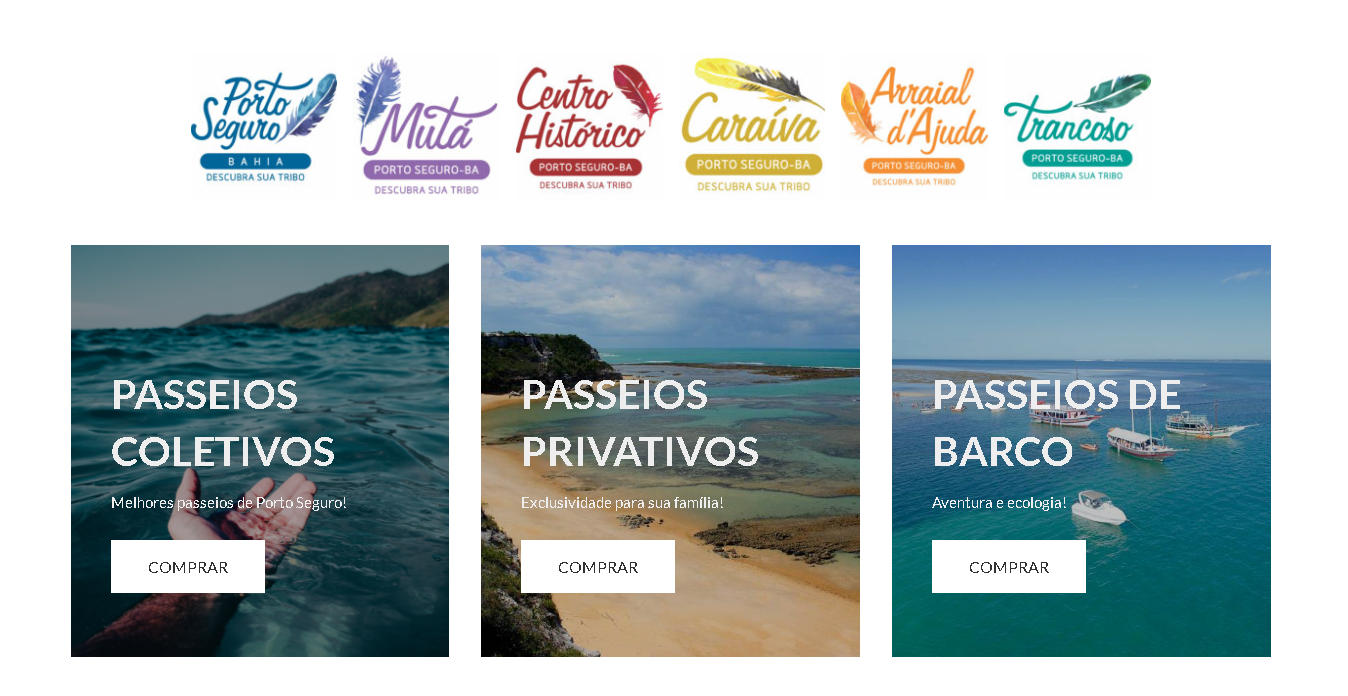 Porto
Seguro
BAHIA
DESCUBRA SUA TRIBO
Mutá
PORTO SEGURO-BA
DESCUBRA SUA TRIBO
Centro
Histórico
PORTO SEGURO-BA
DESCUBRA SUA TRIBO
Caraíva
PORTO SEGURO-BA
DESCUBRA SUA TRIBO
Arraial
d'Ajuda
PORTO SEGURO-BA
DESCUBRA SUA TRIBO
Trancoso
PORTO SEGURO-BA
DESCUBRA SUA TRIBO
PASSEIOS
COLETIVOS
Melhores passeios de Porto Seguro!
COMPRAR
PASSEIOS
PRIVATIVOS
Exclusividade para sua família!
COMPRAR
PASSEIOS DE
BARCO
Aventura e ecologia!
COMPRAR